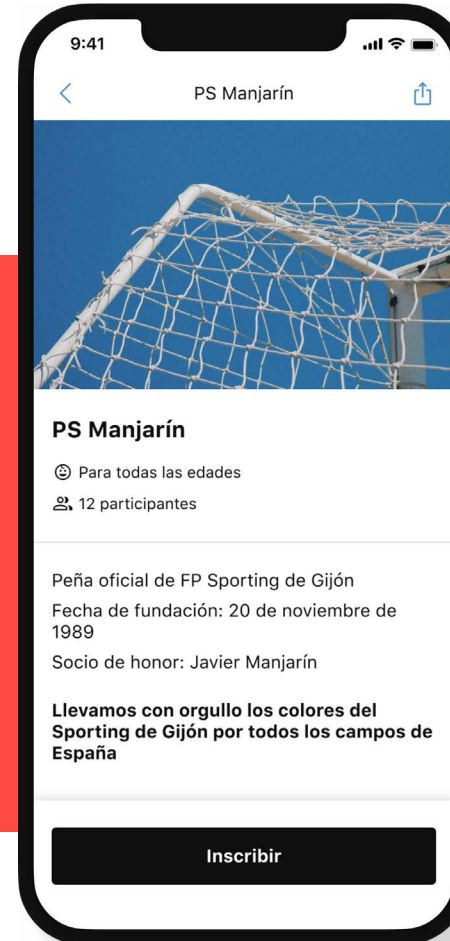 9:41
PS Manjarín
PS Manjarín
Para todas las edades
12 participantes
Peña oficial de FP Sporting de Gijón
Fecha de fundación: 20 de noviembre de
1989
Socio de honor: Javier Manjarín
Llevamos con orgullo los colores del
Sporting de Gijón por todos los campos de
España
Inscribir